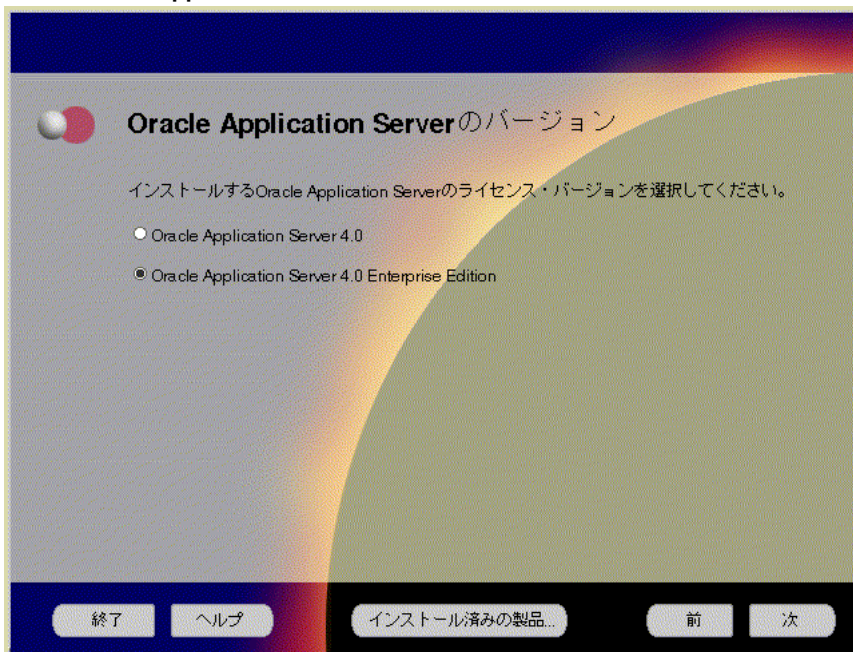 Oracle Application Serverのバージョン
インストールするOracle Application Serverのライセンス・バージョンを選択してください。
Oracle Application Server 4.0
Oracle Application Server 4.0 Enterprise Edition
終了 ヘルプ インストール済みの製品... 前 次